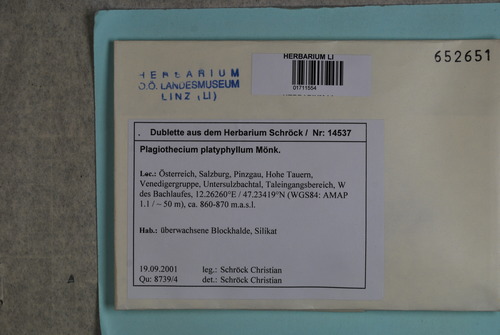 HERBARIUM LI
652651
HERBARIUM
O.Ö. LANDESMUSEUM
LINZ (LI)
01711554
. Dublette aus dem Herbarium Schröck / Nr: 14537
Plagiothecium platyphyllum Mönk.
Loc.: Österreich, Salzburg, Pinzgau, Hohe Tauern,
Venedigergruppe, Untersulzbachtal, Taleingangsbereich, W
des Bachlaufes, 12.26260°E / 47.23419°N (WGS84: AMAP
1.1 / ~ 50 m), ca. 860-870 m.a.s.l.
Hab.: überwachsene Blockhalde, Silikat
19.09.2001 leg.: Schröck Christian
Qu: 8739/4 det.: Schröck Christian